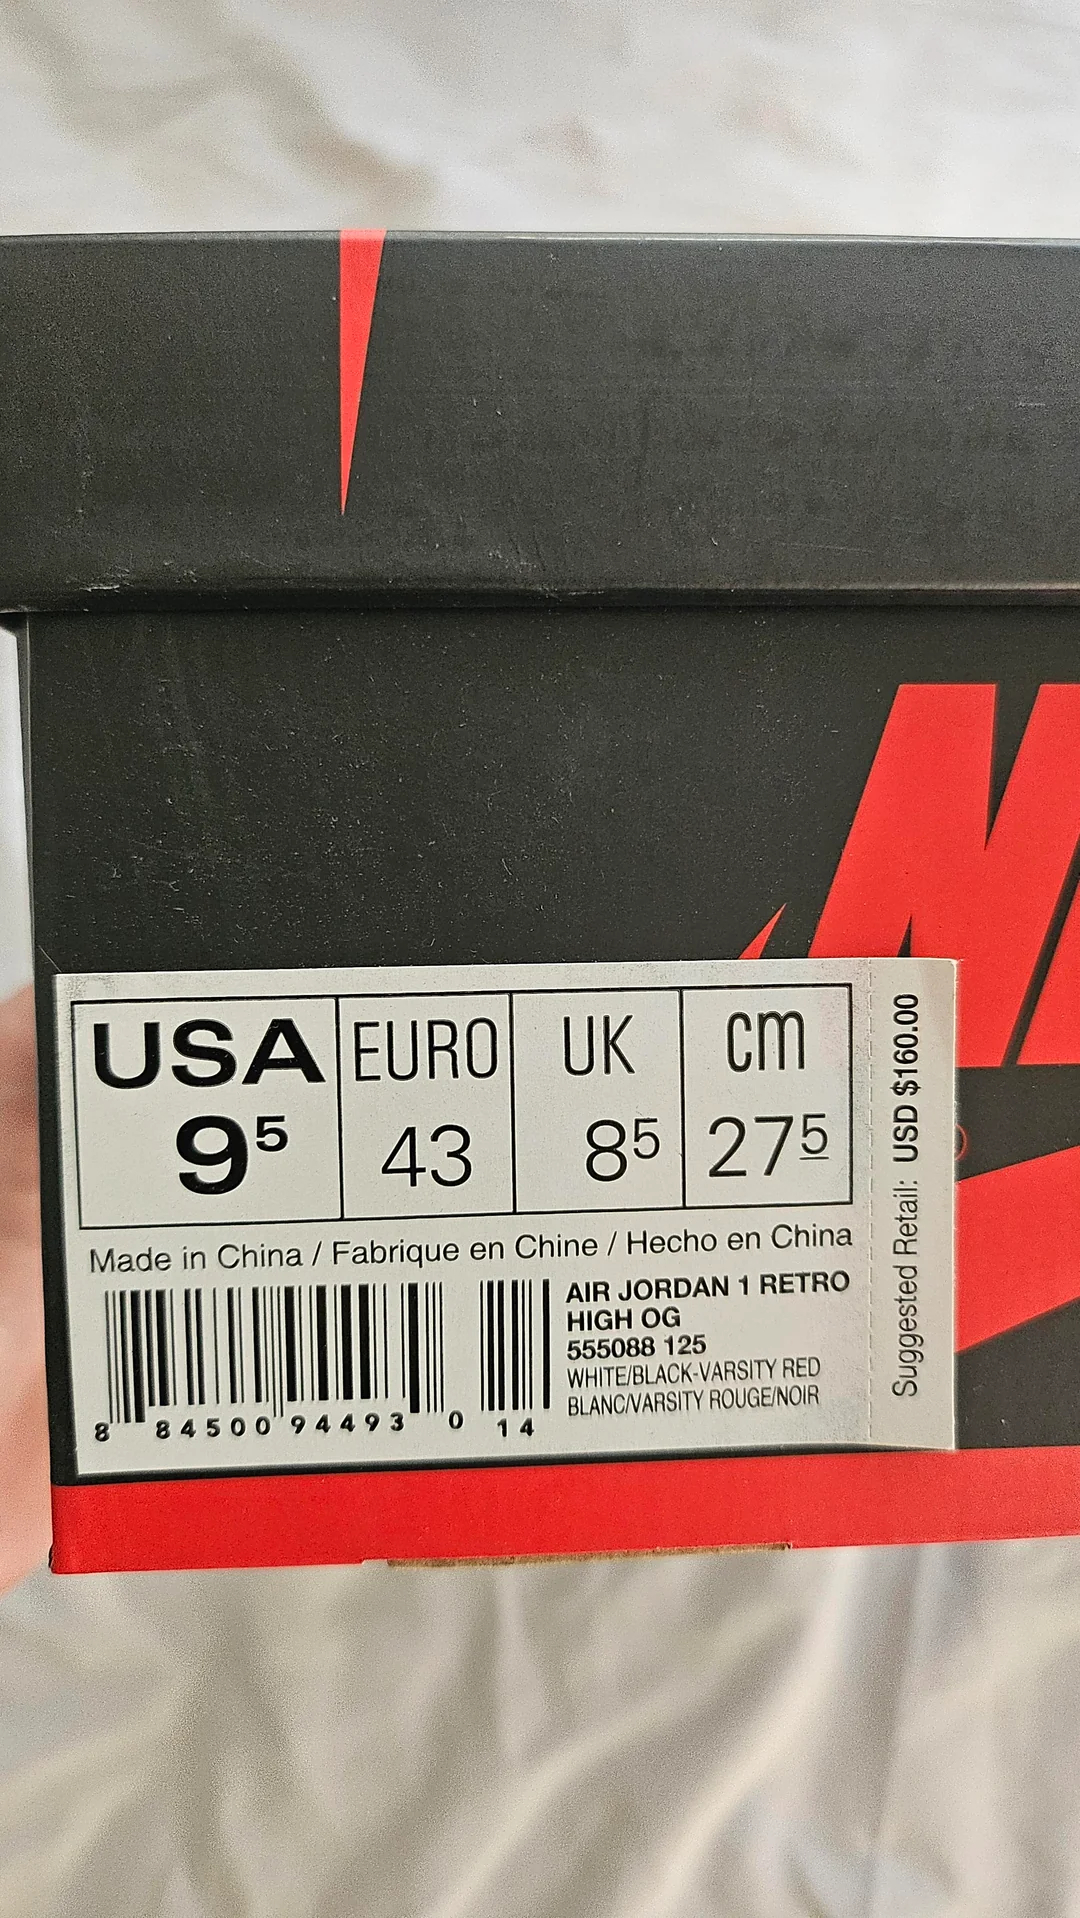 USA EURO UK cm
9⁵ 43 8⁵ 27⁵
Made in China / Fabrique en Chine / Hecho en China
AIR JORDAN 1 RETRO
HIGH OG
555088 125
WHITE/BLACK-VARSITY RED
BLANC/VARSITY ROUGE/NOIR
8 84500 94493 0 14
Suggested Retail: USD $160.00